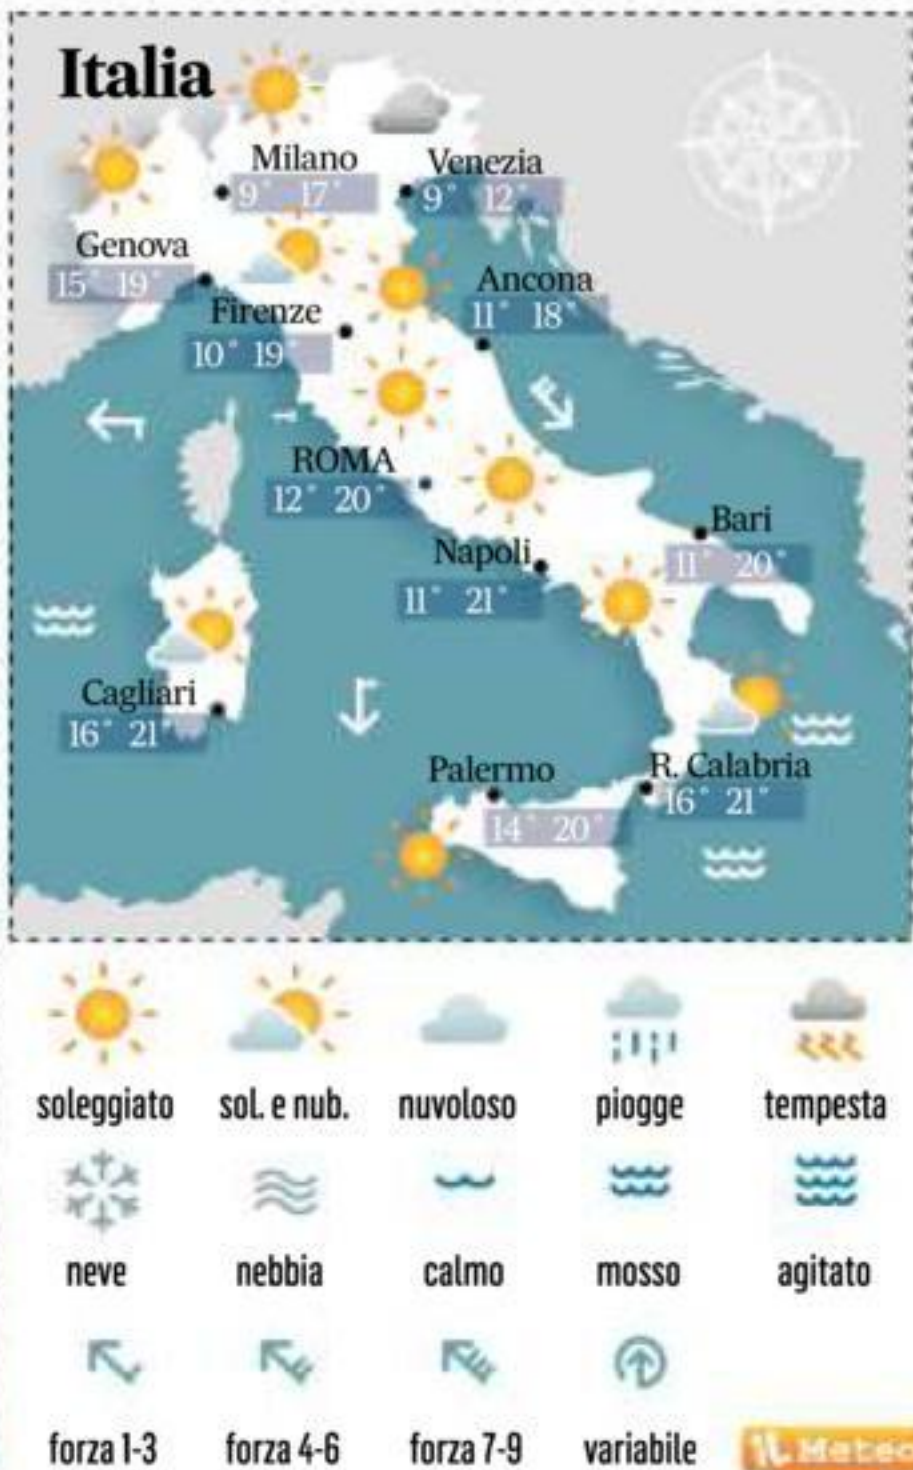 Italia
Milano
9° 17°
Venezia
9° 12°
Genova
15° 19°
Firenze
10° 19°
Ancona
11° 18°
ROMA
12° 20°
Bari
11° 20°
Napoli
11° 21°
Cagliari
16° 21°
Palermo
14° 20°
R. Calabria
16° 21°
soleggiato sol. e nub. nuvoloso piogge tempesta
neve nebbia calmo mosso agitato
forza 1-3 forza 4-6 forza 7-9 variabile
iL Meteo